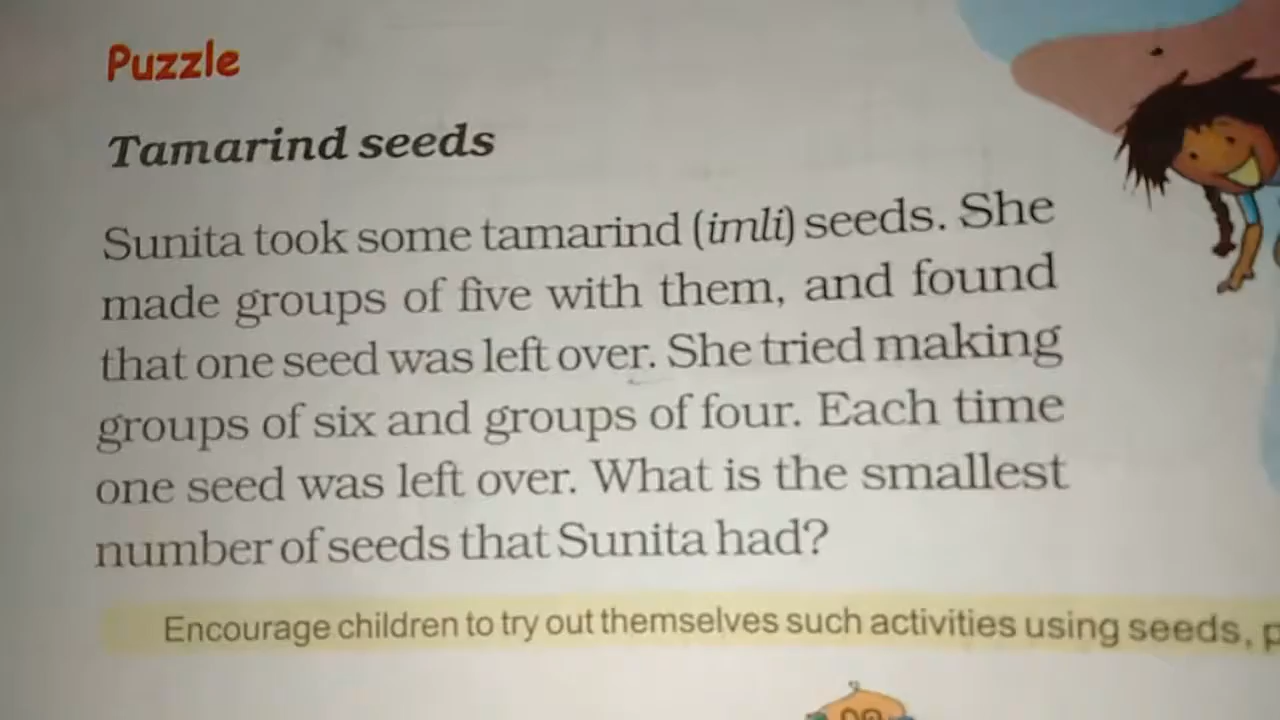 Puzzle
Tamarind seeds
Sunita took some tamarind (imli) seeds. She
made groups of five with them, and found
that one seed was left over. She tried making
groups of six and groups of four. Each time
one seed was left over. What is the smallest
number of seeds that Sunita had?
Encourage children to try out themselves such activities using seeds,